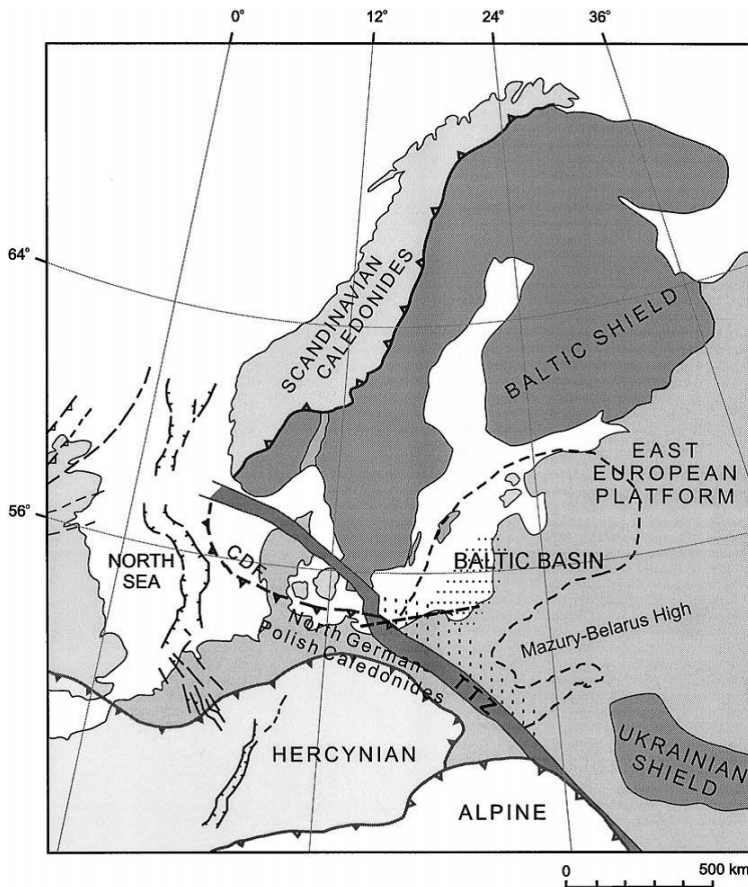 0°
12°
24°
36°
64°
56°
SCANDINAVIAN
CALEDONIDES
BALTIC SHIELD
EAST
EUROPEAN
PLATFORM
NORTH
SEA
CDF
BALTIC BASIN
North German
Polish Caledonides
Mazury-Belarus High
TTZ
HERCYNIAN
UKRAINIAN
SHIELD
ALPINE
0
500 km